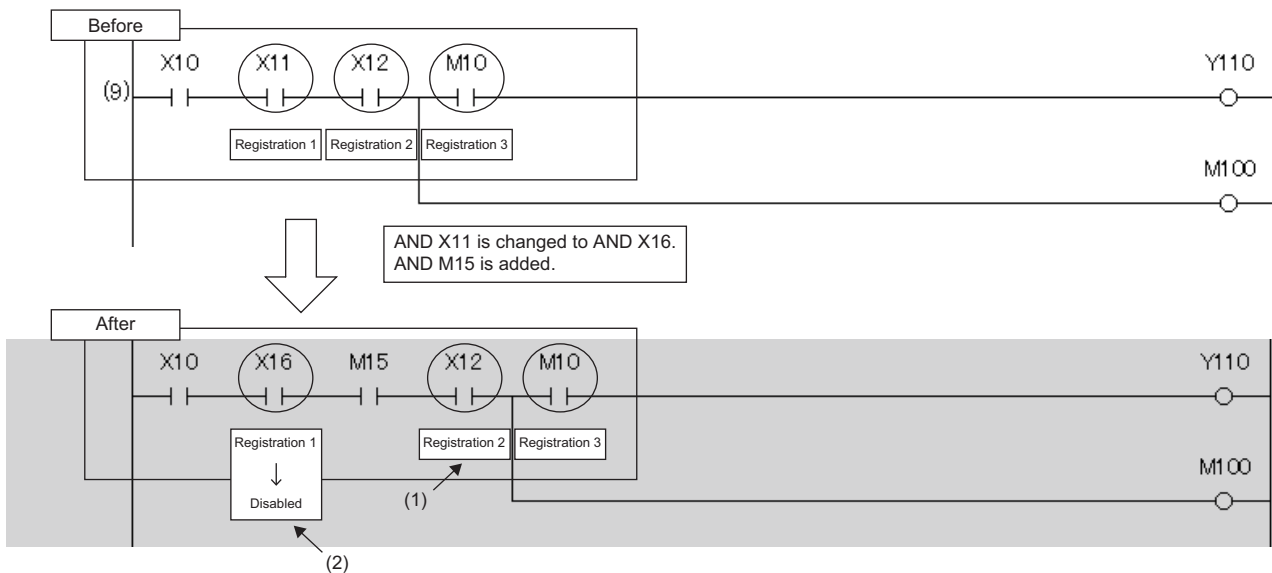 Before
X10 X11 X12 M10 Y110
(9)
Registration 1 Registration 2 Registration 3
M100
AND X11 is changed to AND X16.
AND M15 is added.
After
X10 X16 M15 X12 M10 Y110
Registration 1 Registration 2 Registration 3
↓
Disabled
M100
(1)
(2)